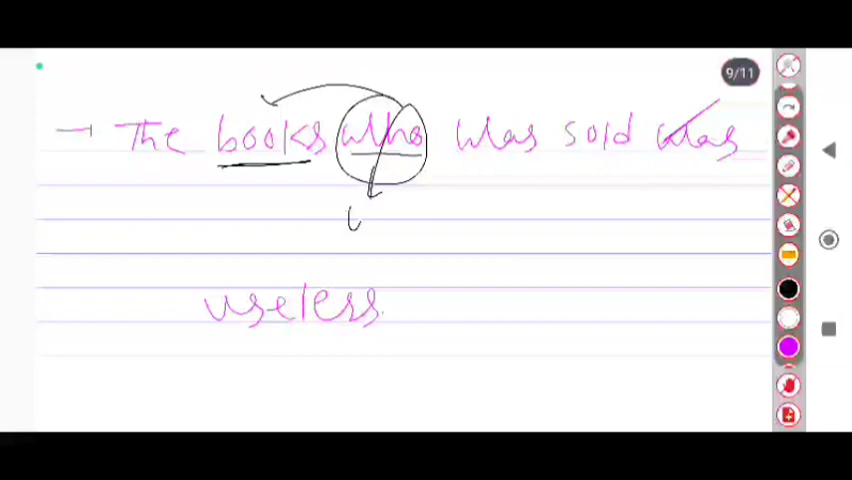 9/11
→ The books who was sold was
useless.